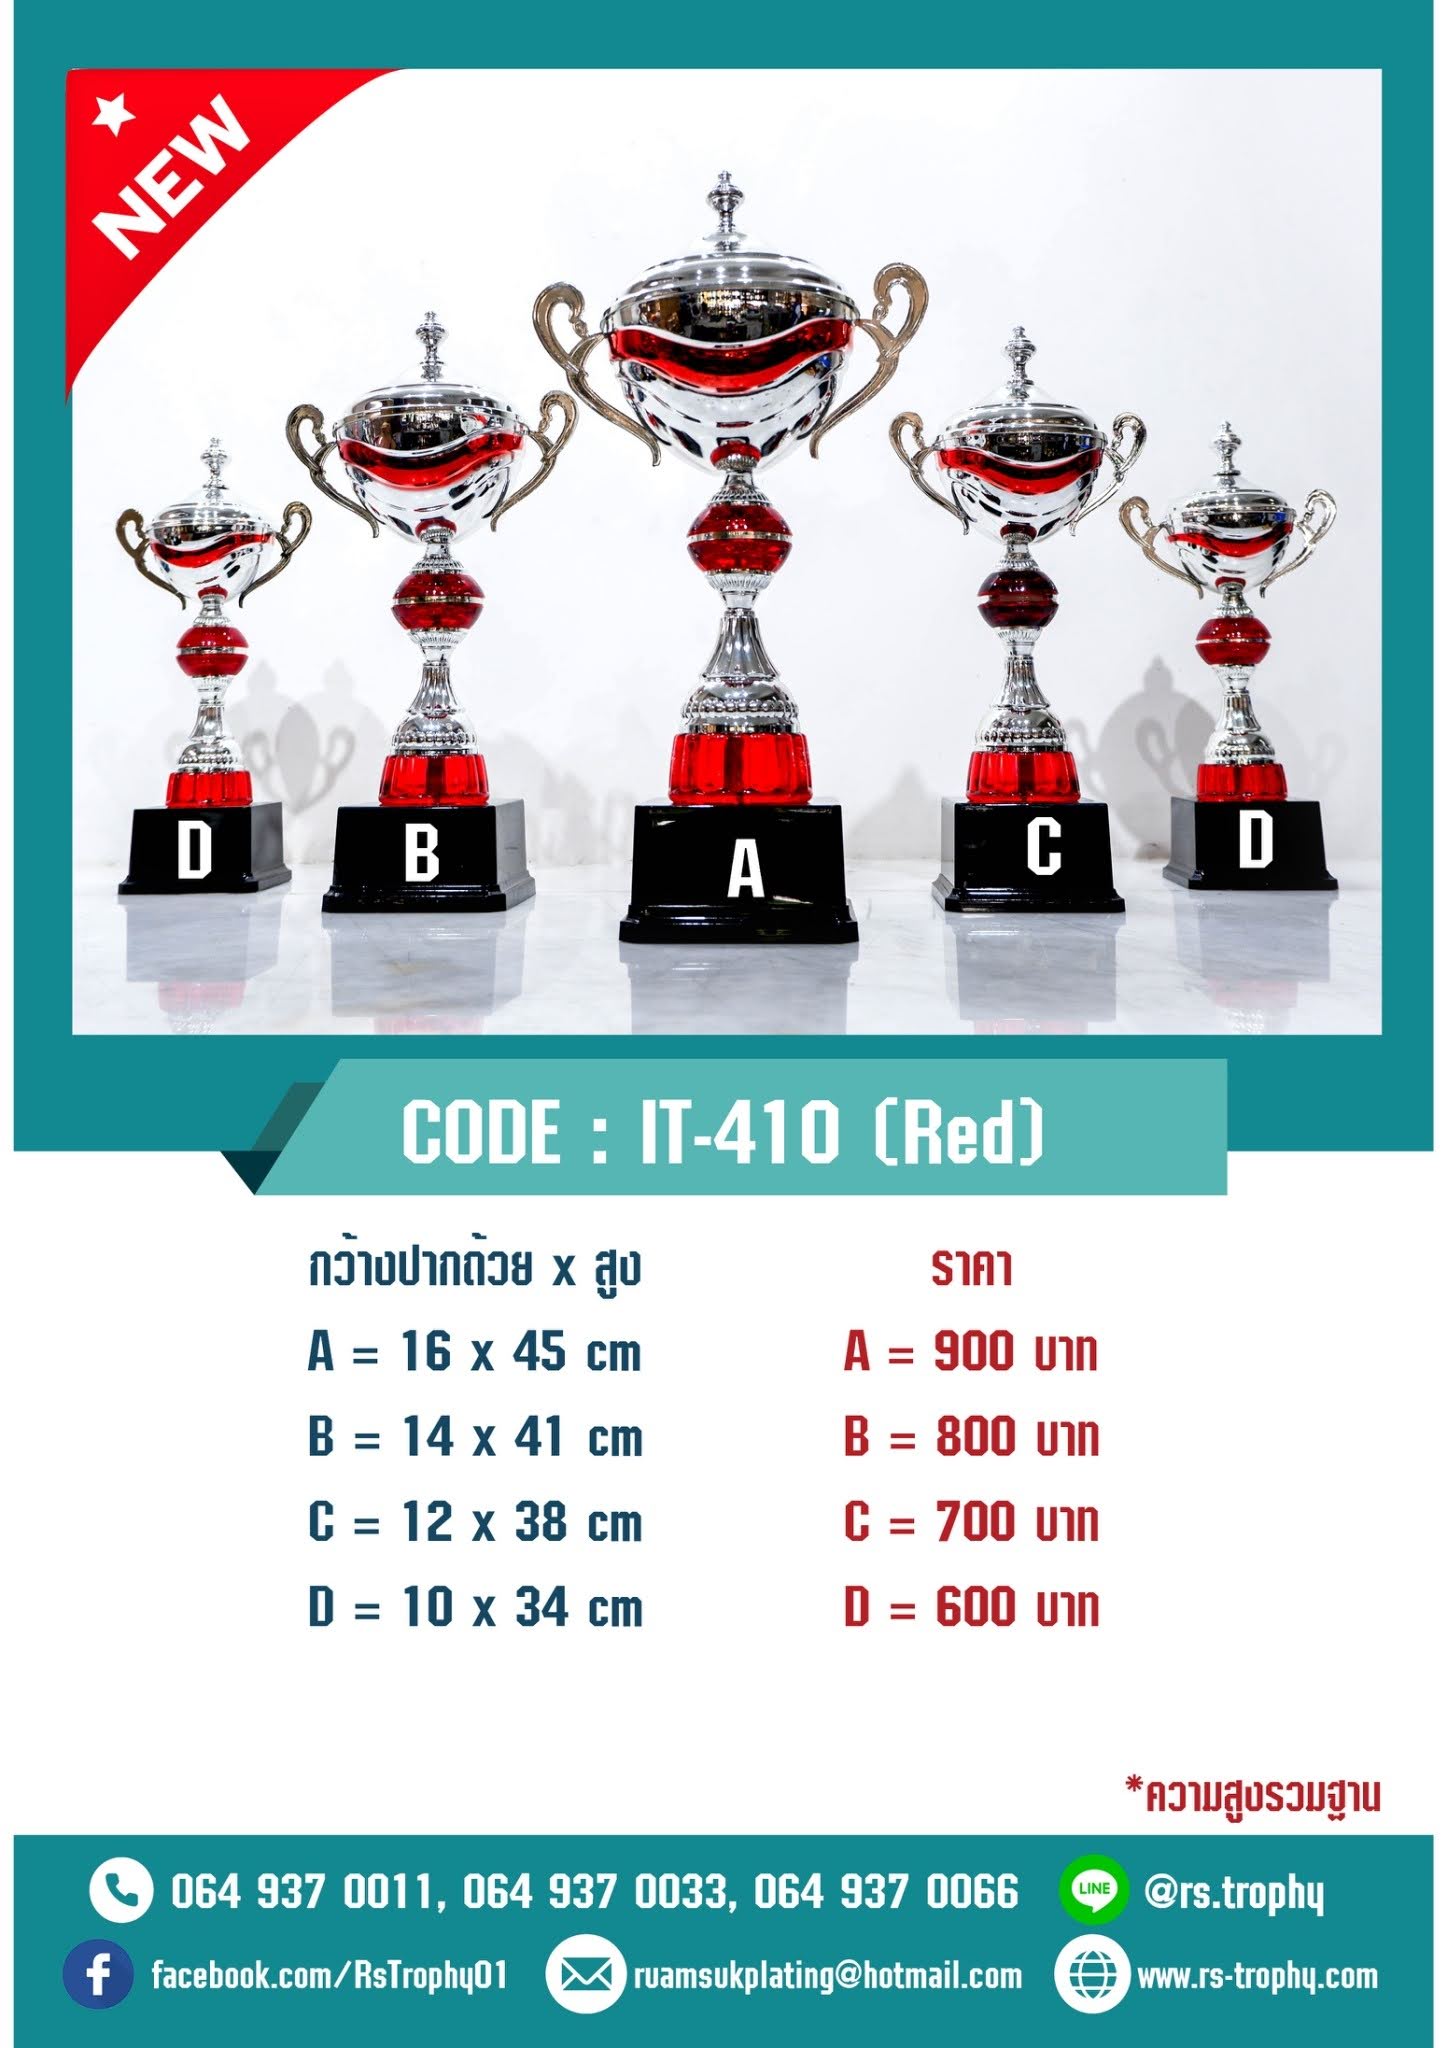 NEW
D
B
A
C
D
CODE : IT-410 (Red)
กว้างปากถ้วย x สูง
A = 16 x 45 cm
B = 14 x 41 cm
C = 12 x 38 cm
D = 10 x 34 cm
ราคา
A = 900 บาท
B = 800 บาท
C = 700 บาท
D = 600 บาท
*ความสูงรวมฐาน
064 937 0011, 064 937 0033, 064 937 0066
LINE @rs.trophy
f facebook.com/RsTrophy01
ruamsukplating@hotmail.com
www.rs-trophy.com